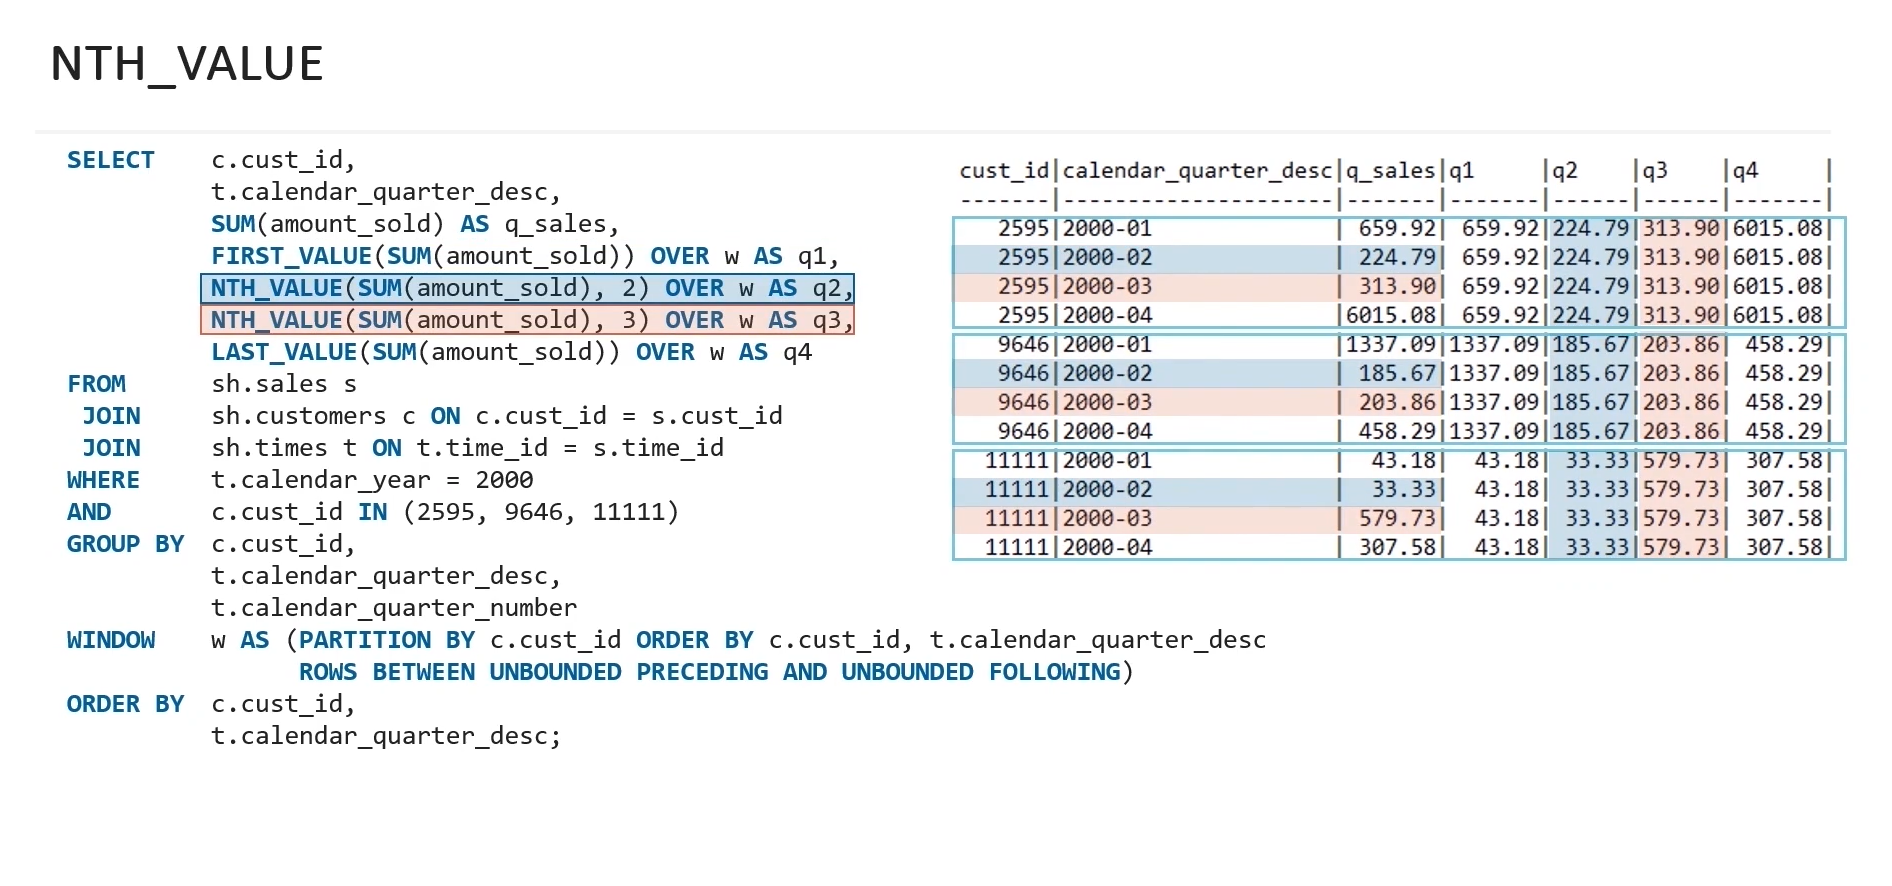 NTH_VALUE
SELECT c.cust_id,
t.calendar_quarter_desc,
SUM(amount_sold) AS q_sales,
FIRST_VALUE(SUM(amount_sold)) OVER w AS q1,
NTH_VALUE(SUM(amount_sold), 2) OVER w AS q2,
NTH_VALUE(SUM(amount_sold), 3) OVER w AS q3,
LAST_VALUE(SUM(amount_sold)) OVER w AS q4
FROM sh.sales s
JOIN sh.customers c ON c.cust_id = s.cust_id
JOIN sh.times t ON t.time_id = s.time_id
WHERE t.calendar_year = 2000
AND c.cust_id IN (2595, 9646, 11111)
GROUP BY c.cust_id,
t.calendar_quarter_desc,
t.calendar_quarter_number
WINDOW w AS (PARTITION BY c.cust_id ORDER BY c.cust_id, t.calendar_quarter_desc
ROWS BETWEEN UNBOUNDED PRECEDING AND UNBOUNDED FOLLOWING)
ORDER BY c.cust_id,
t.calendar_quarter_desc;
cust_id|calendar_quarter_desc|q_sales|q1 |q2 |q3 |q4 |
-------|---------------------|-------|-------|------|------|-------|
2595|2000-01 | 659.92| 659.92|224.79|313.90|6015.08|
2595|2000-02 | 224.79| 659.92|224.79|313.90|6015.08|
2595|2000-03 | 313.90| 659.92|224.79|313.90|6015.08|
2595|2000-04 |6015.08| 659.92|224.79|313.90|6015.08|
9646|2000-01 |1337.09|1337.09|185.67|203.86| 458.29|
9646|2000-02 | 185.67|1337.09|185.67|203.86| 458.29|
9646|2000-03 | 203.86|1337.09|185.67|203.86| 458.29|
9646|2000-04 | 458.29|1337.09|185.67|203.86| 458.29|
11111|2000-01 | 43.18| 43.18| 33.33|579.73| 307.58|
11111|2000-02 | 33.33| 43.18| 33.33|579.73| 307.58|
11111|2000-03 | 579.73| 43.18| 33.33|579.73| 307.58|
11111|2000-04 | 307.58| 43.18| 33.33|579.73| 307.58|